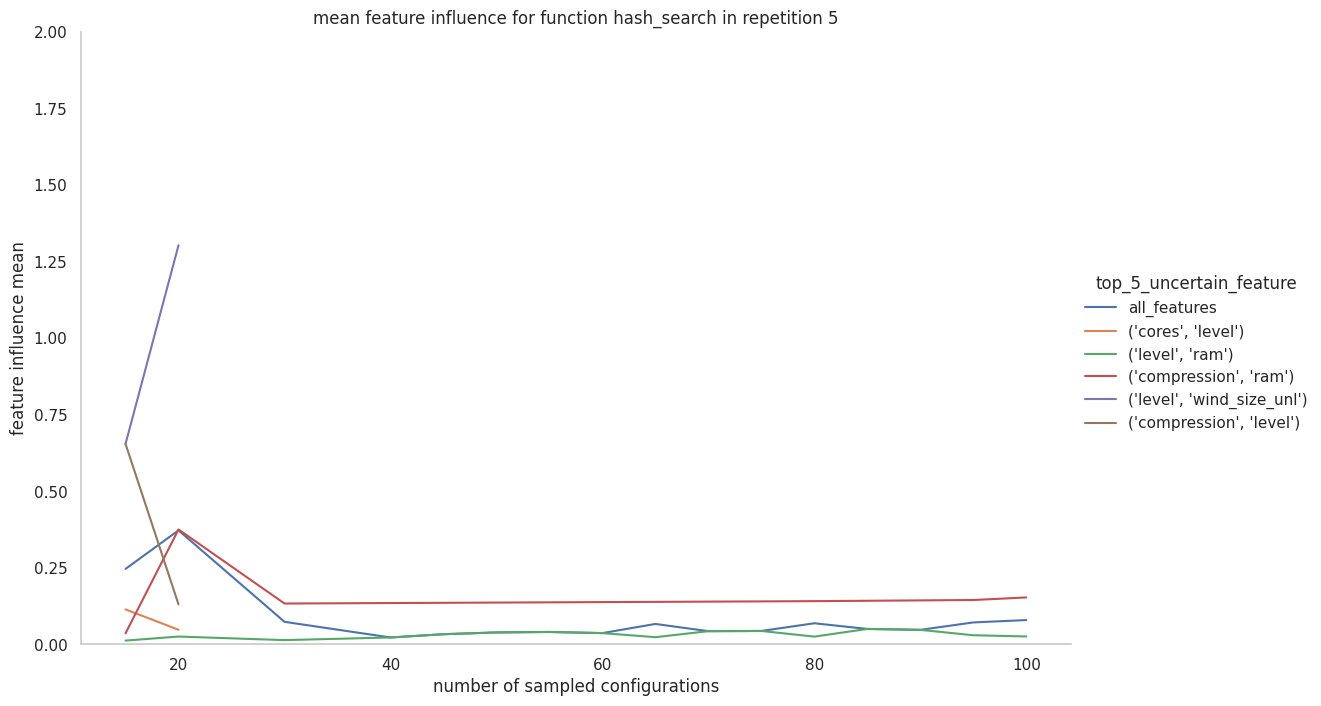 mean feature influence for function hash_search in repetition 5
2.00
1.75
1.50
1.25
1.00
0.75
0.50
0.25
0.00
feature influence mean
20
40
60
80
100
number of sampled configurations
top_5_uncertain_feature
all_features
('cores', 'level')
('level', 'ram')
('compression', 'ram')
('level', 'wind_size_unl')
('compression', 'level')